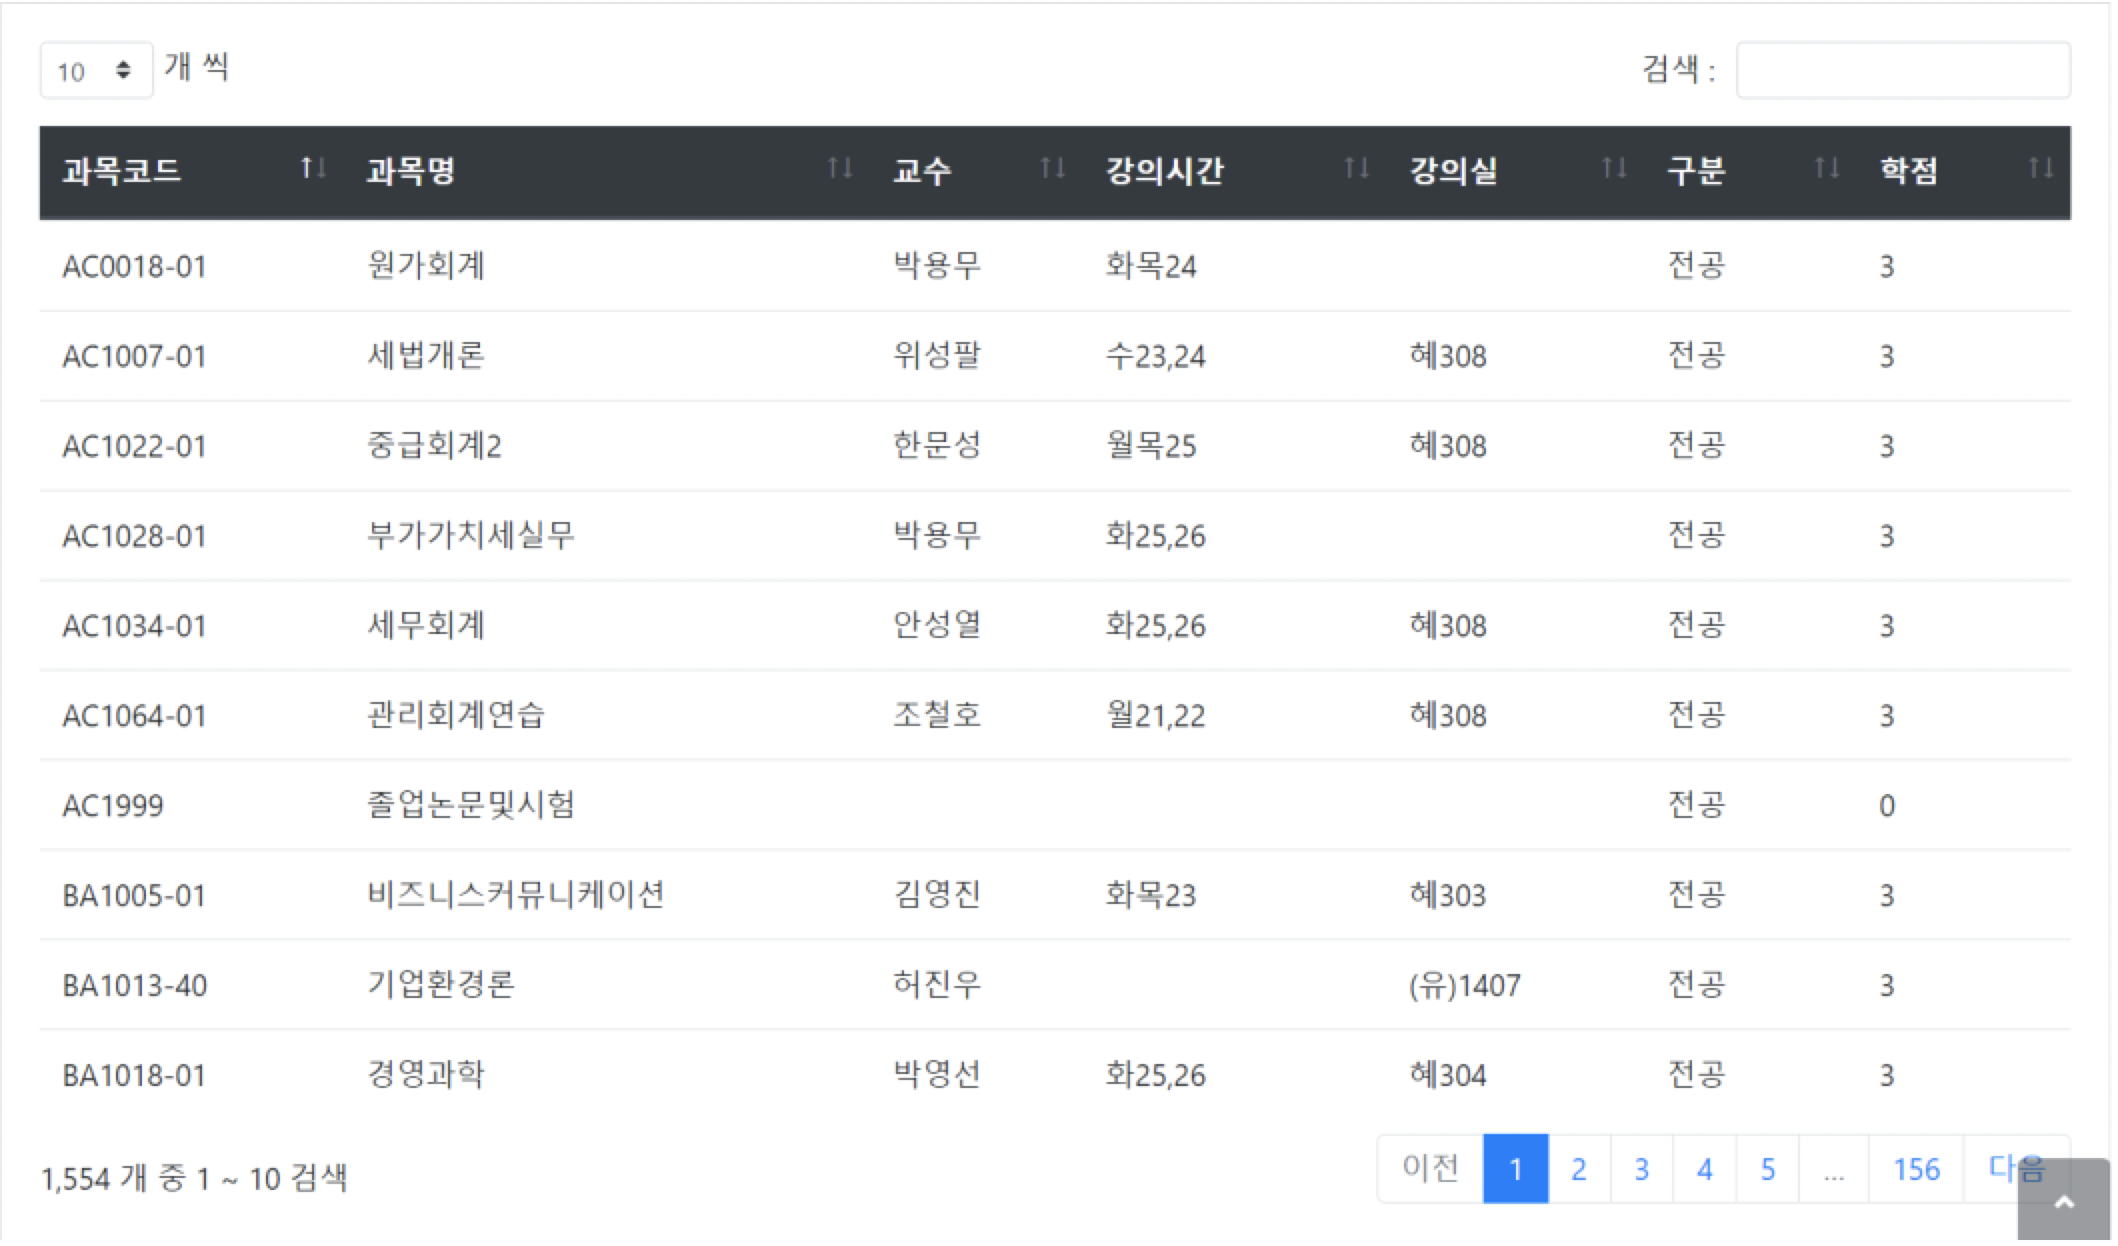 10 개 씩 검색 :
과목코드 과목명 교수 강의시간 강의실 구분 학점
AC0018-01 원가회계 박용무 화목24 전공 3
AC1007-01 세법개론 위성팔 수23,24 혜308 전공 3
AC1022-01 중급회계2 한문성 월목25 혜308 전공 3
AC1028-01 부가가치세실무 박용무 화25,26 전공 3
AC1034-01 세무회계 안성열 화25,26 혜308 전공 3
AC1064-01 관리회계연습 조철호 월21,22 혜308 전공 3
AC1999 졸업논문및시험 전공 0
BA1005-01 비즈니스커뮤니케이션 김영진 화목23 혜303 전공 3
BA1013-40 기업환경론 허진우 (유)1407 전공 3
BA1018-01 경영과학 박영선 화25,26 혜304 전공 3
1,554 개 중 1 ~ 10 검색 이전 1 2 3 4 5 ... 156 다음